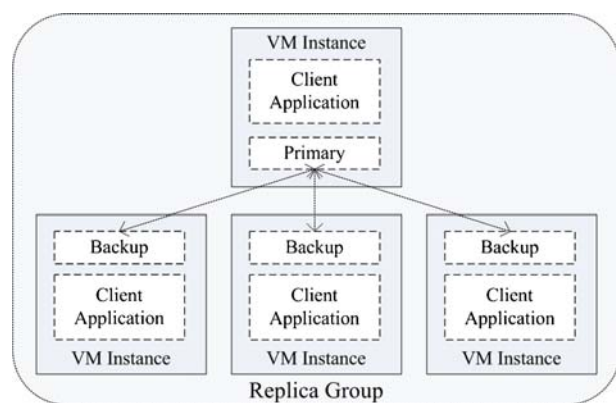 VM Instance
Client
Application
Primary
Backup
Backup
Backup
Client
Application
Client
Application
Client
Application
VM Instance
VM Instance
VM Instance
Replica Group